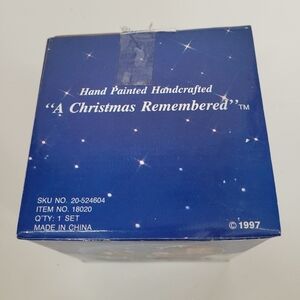 Hand Painted Handcrafted
“A Christmas Remembered”™
SKU NO. 20-524604
ITEM NO. 18020
Q'TY: 1 SET
MADE IN CHINA
© 1997